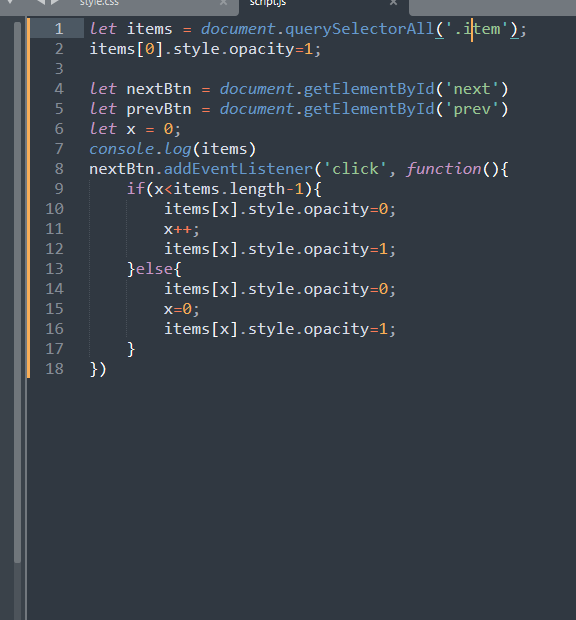 style.css x script.js x
1 let items = document.querySelectorAll('.item');
2 items[0].style.opacity=1;
3
4 let nextBtn = document.getElementById('next')
5 let prevBtn = document.getElementById('prev')
6 let x = 0;
7 console.log(items)
8 nextBtn.addEventListener('click', function(){
9 if(x<items.length-1){
10 items[x].style.opacity=0;
11 x++;
12 items[x].style.opacity=1;
13 }else{
14 items[x].style.opacity=0;
15 x=0;
16 items[x].style.opacity=1;
17 }
18 })